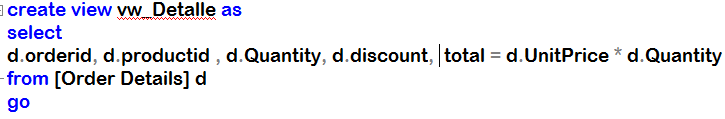 create view vw_Detalle as
select
d.orderid, d.productid , d.Quantity, d.discount, total = d.UnitPrice * d.Quantity
from [Order Details] d
go